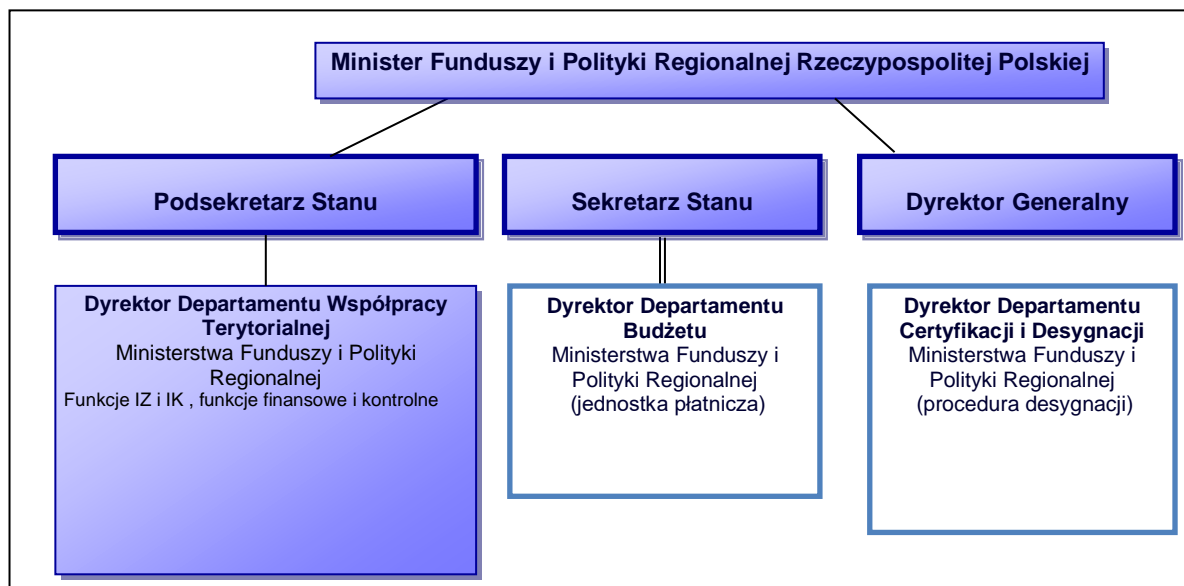 Minister Funduszy i Polityki Regionalnej Rzeczypospolitej Polskiej
Podsekretarz Stanu
Sekretarz Stanu
Dyrektor Generalny
Dyrektor Departamentu Współpracy
Terytorialnej
Ministerstwa Funduszy i Polityki
Regionalnej
Funkcje IZ i IK , funkcje finansowe i kontrolne
Dyrektor Departamentu
Budżetu
Ministerstwa Funduszy i
Polityki Regionalnej
(jednostka płatnicza)
Dyrektor Departamentu
Certyfikacji i Desygnacji
Ministerstwa Funduszy i
Polityki Regionalnej
(procedura desygnacji)